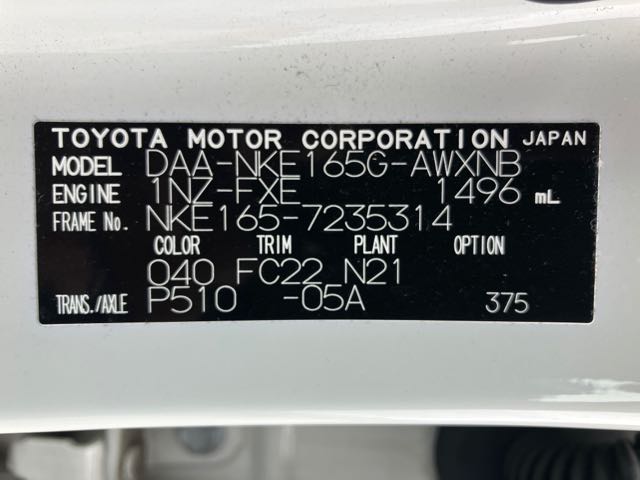 TOYOTA MOTOR CORPORATION JAPAN
MODEL DAA-NKE165G-AWXNB
ENGINE 1NZ-FXE 1496 mL
FRAME No. NKE165-7235314
COLOR TRIM PLANT OPTION
040 FC22 N21
TRANS./AXLE P510 -05A 375